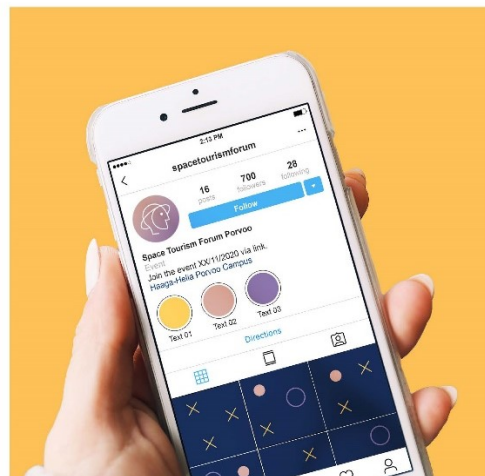 2:13 PM
spacetourismforum
16 700 28
posts followers following
Follow
Space Tourism Forum Porvoo
Event
Join the event XX/11/2020 via link.
Haaga-Helia Porvoo Campus
Text 01 Text 02 Text 03
Directions